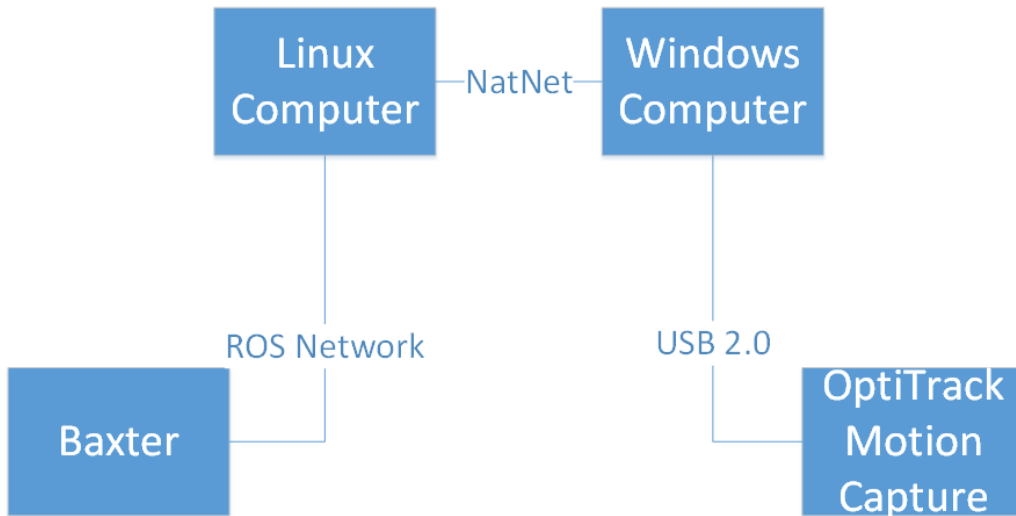 Linux
Computer
NatNet
Windows
Computer
ROS Network
USB 2.0
Baxter
OptiTrack
Motion
Capture